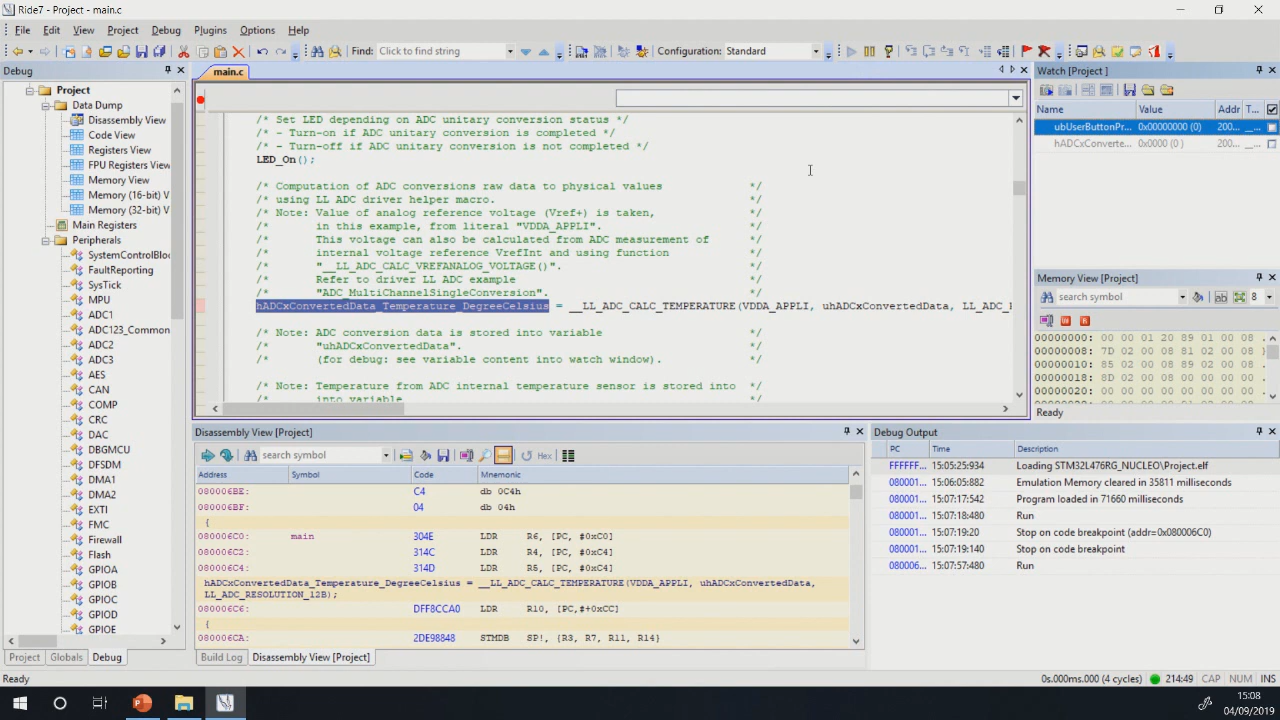 Ride7 - Project - main.c
File Edit View Project Debug Plugins Options Help
Find: Click to find string
Configuration: Standard
Debug
Project
Data Dump
Disassembly View
Code View
Registers View
FPU Registers View
Memory View
Memory (16-bit) V
Memory (32-bit) V
Main Registers
Peripherals
SystemControlBloc
FaultReporting
SysTick
MPU
ADC1
ADC123_Common
ADC2
ADC3
AES
CAN
COMP
CRC
DAC
DBGMCU
DFSDM
DMA1
DMA2
EXTI
FMC
Firewall
Flash
GPIOA
GPIOB
GPIOC
GPIOD
GPIOE
Project Globals Debug
main.c
/* Set LED depending on ADC unitary conversion status */
/* - Turn-on if ADC unitary conversion is completed */
/* - Turn-off if ADC unitary conversion is not completed */
LED_On();
/* Computation of ADC conversions raw data to physical values */
/* using LL ADC driver helper macro. */
/* Note: Value of analog reference voltage (Vref+) is taken, */
/* in this example, from literal "VDDA_APPLI". */
/* This voltage can also be calculated from ADC measurement of */
/* internal voltage reference VrefInt and using function */
/* "__LL_ADC_CALC_VREFANALOG_VOLTAGE()". */
/* Refer to driver LL ADC example */
/* "ADC_MultiChannelSingleConversion". */
hADCxConvertedData_Temperature_DegreeCelsius = __LL_ADC_CALC_TEMPERATURE(VDDA_APPLI, uhADCxConvertedData, LL_ADC_
/* Note: ADC conversion data is stored into variable */
/* "uhADCxConvertedData". */
/* (for debug: see variable content into watch window). */
/* Note: Temperature from ADC internal temperature sensor is stored into */
/* into variable */
Watch [Project ]
Name Value Addr T...
ubUserButtonPr... 0x00000000 (0) 200... __...
hADCxConverte... 0x0000 (0 ) 200... __...
Memory View [Project]
search symbol 8
00000000: 00 00 01 20 89 01 00 08
00000008: 7D 02 00 08 81 02 00 08
00000010: 85 02 00 08 89 02 00 08
00000018: 8D 02 00 08 00 00 00 00
Ready
Disassembly View [Project]
search symbol Hex
Address Symbol Code Mnemonic
080006BE: C4 db 0C4h
080006BF: 04 db 04h
{
080006C0: main 304E LDR R6, [PC, #0xC0]
080006C2: 314C LDR R4, [PC, #0xC4]
080006C4: 314D LDR R5, [PC, #0xC4]
hADCxConvertedData_Temperature_DegreeCelsius = __LL_ADC_CALC_TEMPERATURE(VDDA_APPLI, uhADCxConvertedData,
LL_ADC_RESOLUTION_12B);
080006C6: DFF8CCA0 LDR R10, [PC,#+0xCC]
{
080006CA: 2DE98848 STMDB SP!, {R3, R7, R11, R14}
Build Log Disassembly View [Project]
Debug Output
PC Time Description
FFFFFF... 15:05:25:934 Loading STM32L476RG_NUCLEO\Project.elf
080001... 15:06:05:882 Emulation Memory cleared in 35811 milliseconds
080001... 15:07:17:542 Program loaded in 71660 milliseconds
080001... 15:07:18:480 Run
080001... 15:07:19:20 Stop on code breakpoint (addr=0x080006C0)
080001... 15:07:19:140 Stop on code breakpoint
080006... 15:07:57:480 Run
Ready 0s.000ms.000 (4 cycles) 214:49 CAP NUM INS
15:08
04/09/2019